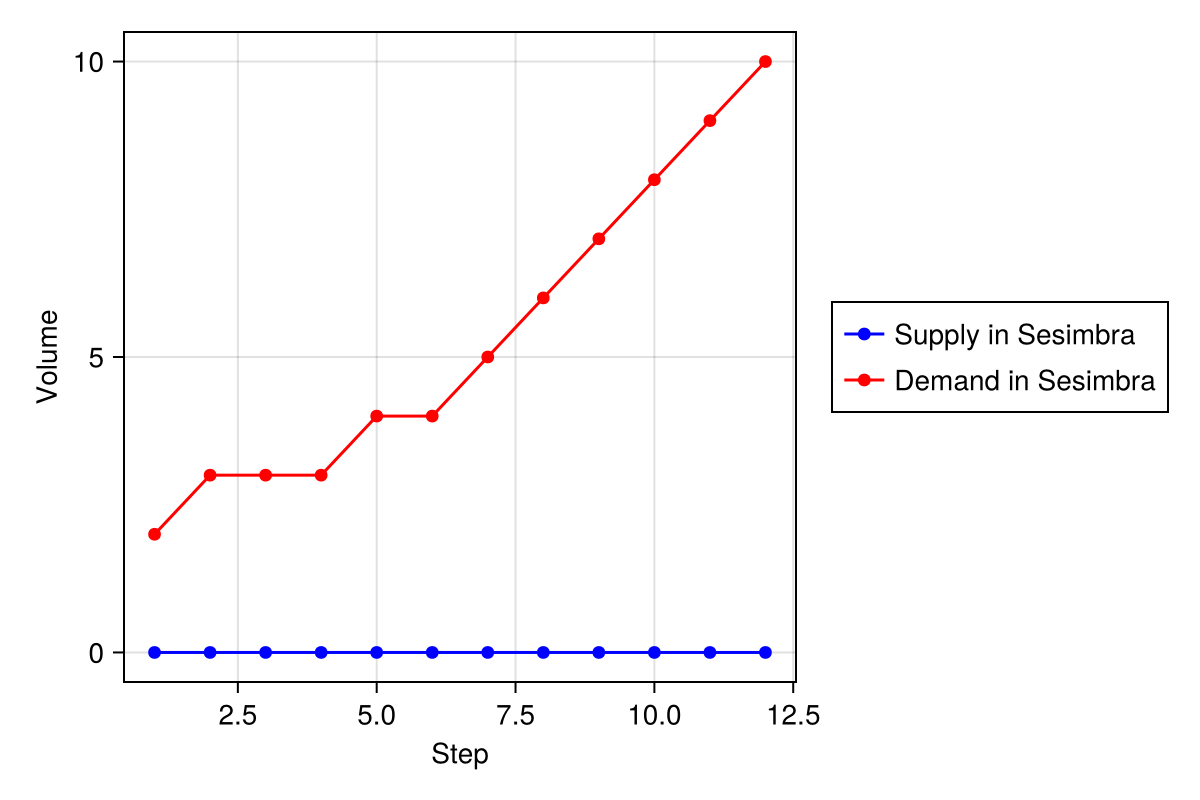 10
5
0
Volume
2.5 5.0 7.5 10.0 12.5
Step
Supply in Sesimbra
Demand in Sesimbra